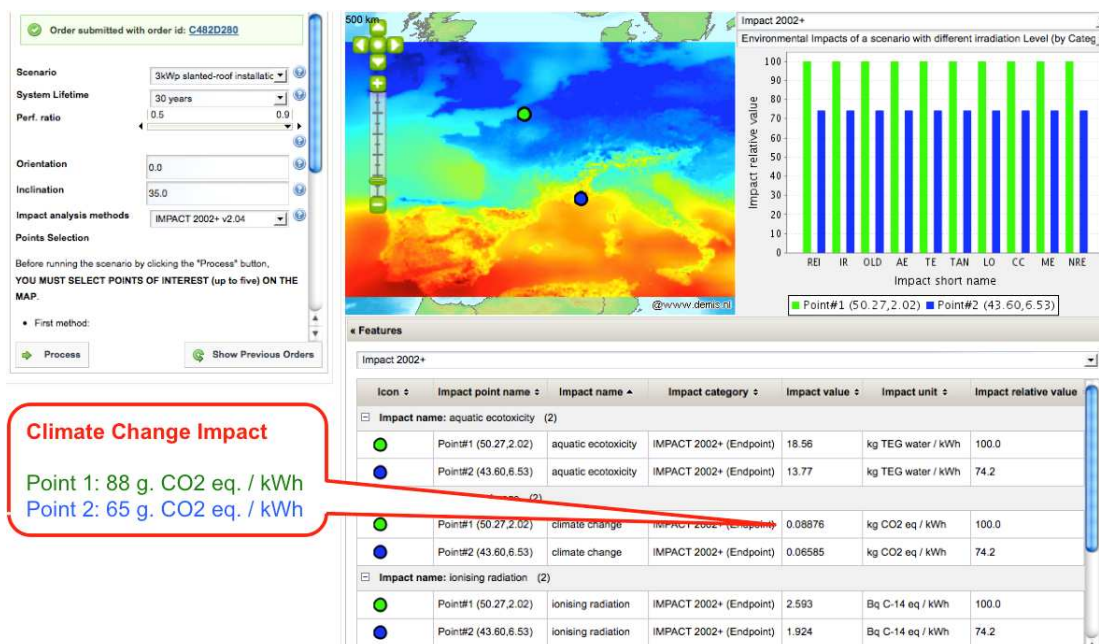 Order submitted with order id: C482D280
Scenario
3kWp slanted-roof installatic
System Lifetime
30 years
Perf. ratio
0.5 0.9
Orientation
0.0
Inclination
35.0
Impact analysis methods
IMPACT 2002+ v2.04
Points Selection
Before running the scenario by clicking the "Process" button,
YOU MUST SELECT POINTS OF INTEREST (up to five) ON THE
MAP.
• First method:
Process
Show Previous Orders
Climate Change Impact
Point 1: 88 g. CO2 eq. / kWh
Point 2: 65 g. CO2 eq. / kWh
500 km
@www.demis.nl
Impact 2002+
Environmental Impacts of a scenario with different irradiation Level (by Categ
Impact relative value
100
90
80
70
60
50
40
30
20
10
0
REI IR OLD AE TE TAN LO CC ME NRE
Impact short name
Point#1 (50.27,2.02) Point#2 (43.60,6.53)
« Features
Impact 2002+
Icon Impact point name Impact name Impact category Impact value Impact unit Impact relative value
Impact name: aquatic ecotoxicity (2)
Point#1 (50.27,2.02) aquatic ecotoxicity IMPACT 2002+ (Endpoint) 18.56 kg TEG water / kWh 100.0
Point#2 (43.60,6.53) aquatic ecotoxicity IMPACT 2002+ (Endpoint) 13.77 kg TEG water / kWh 74.2
(2)
Point#1 (50.27,2.02) climate change IMPACT 2002+ (Endpoint) 0.08876 kg CO2 eq / kWh 100.0
Point#2 (43.60,6.53) climate change IMPACT 2002+ (Endpoint) 0.06585 kg CO2 eq / kWh 74.2
Impact name: ionising radiation (2)
Point#1 (50.27,2.02) ionising radiation IMPACT 2002+ (Endpoint) 2.593 Bq C-14 eq / kWh 100.0
Point#2 (43.60,6.53) ionising radiation IMPACT 2002+ (Endpoint) 1.924 Bq C-14 eq / kWh 74.2